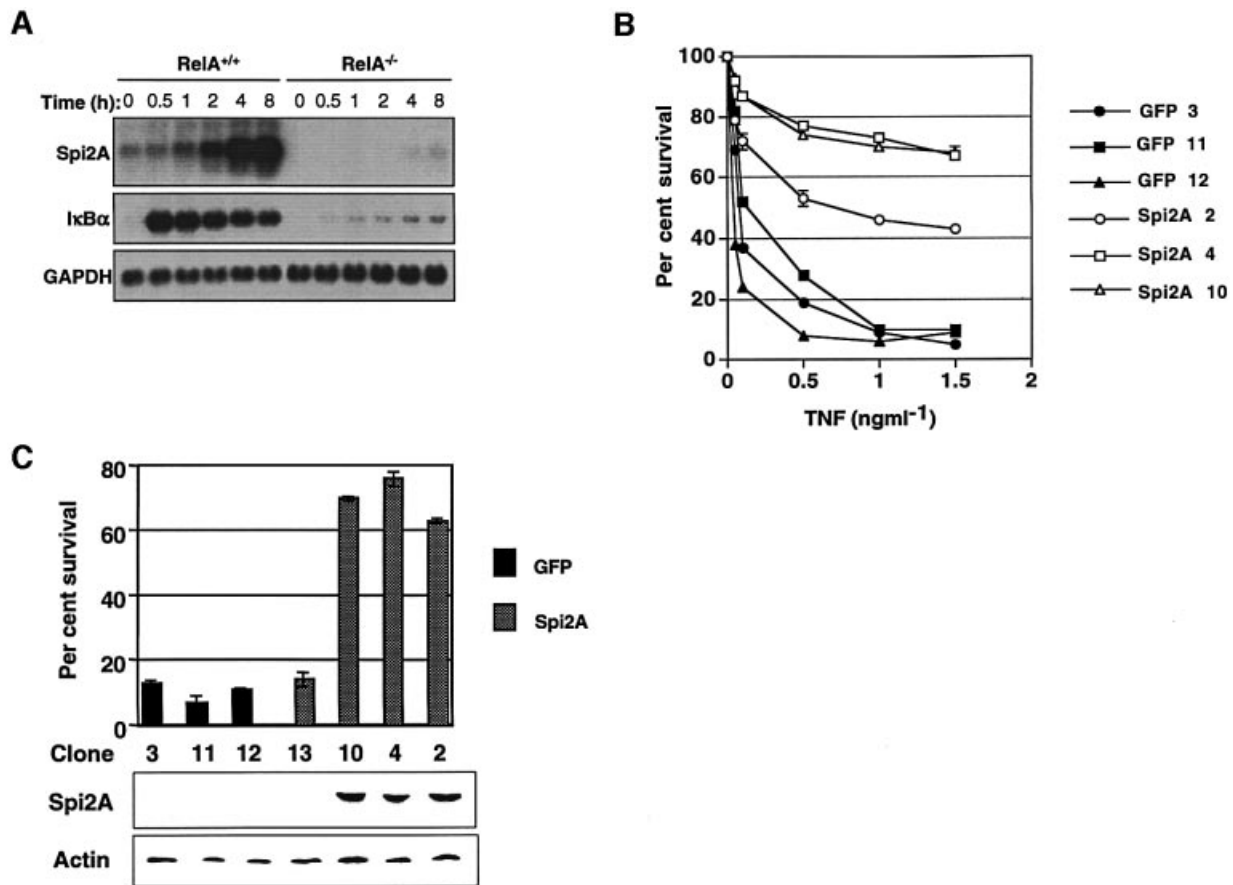 A
RelA+/+ RelA-/-
Time (h): 0 0.5 1 2 4 8 0 0.5 1 2 4 8
Spi2A
IκBα
GAPDH
B
Per cent survival
100
80
60
40
20
0
0 0.5 1 1.5 2
TNF (ngml-1)
GFP 3
GFP 11
GFP 12
Spi2A 2
Spi2A 4
Spi2A 10
C
Per cent survival
80
60
40
20
0
GFP
Spi2A
Clone 3 11 12 13 10 4 2
Spi2A
Actin